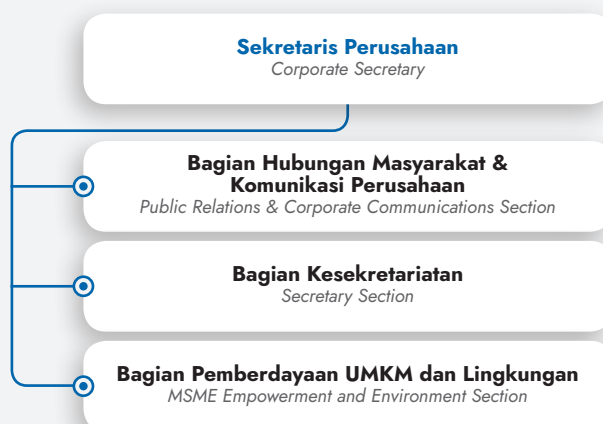 Sekretaris Perusahaan
Corporate Secretary
Bagian Hubungan Masyarakat &
Komunikasi Perusahaan
Public Relations & Corporate Communications Section
Bagian Kesekretariatan
Secretary Section
Bagian Pemberdayaan UMKM dan Lingkungan
MSME Empowerment and Environment Section